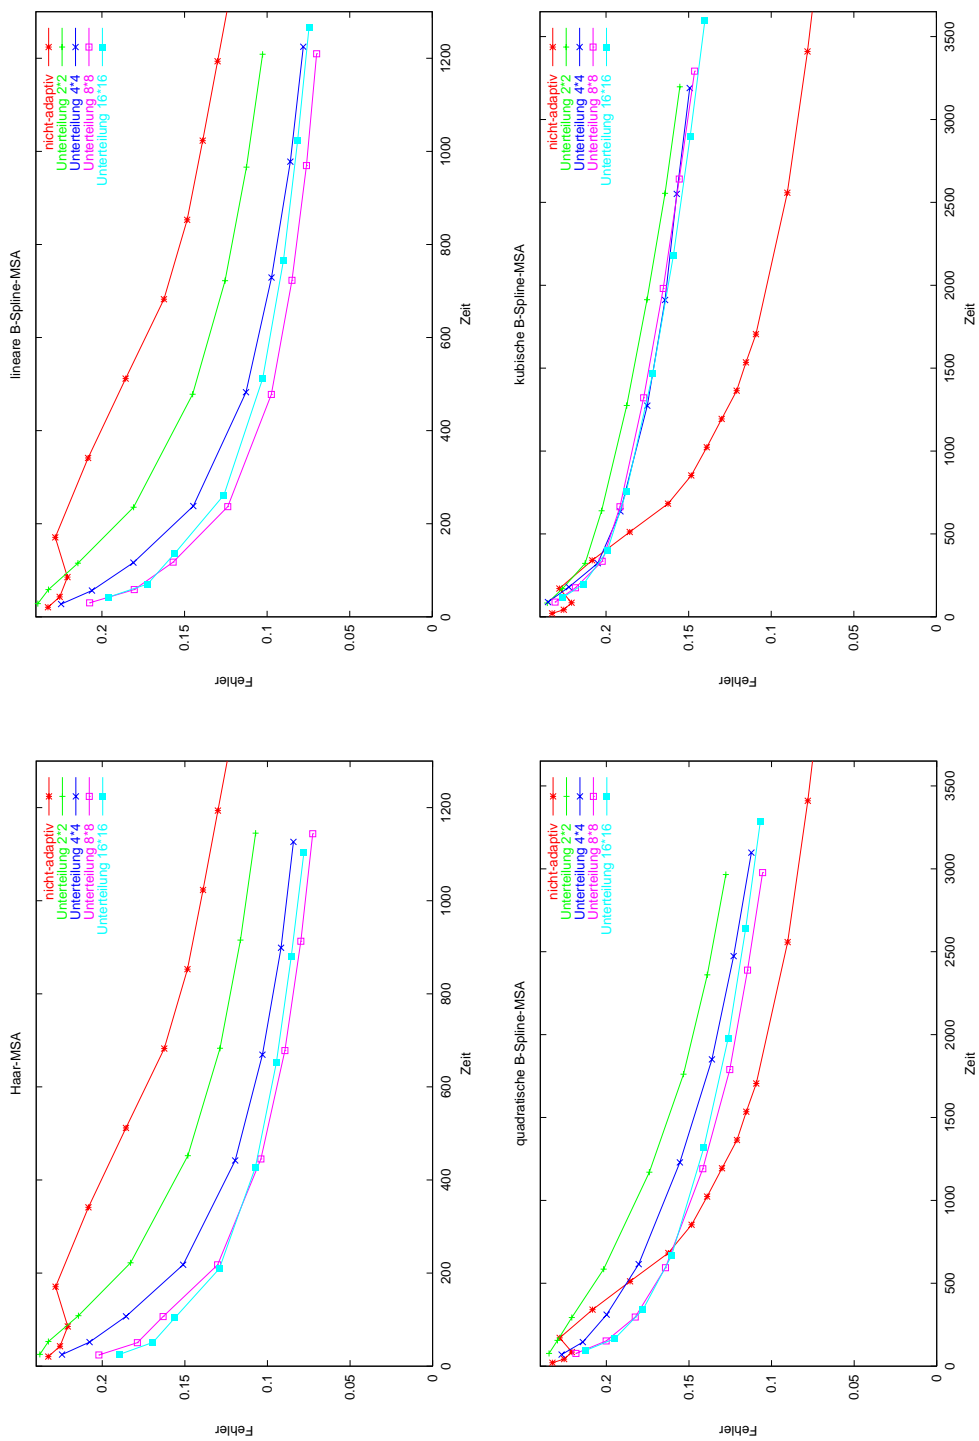 Haar-MSA
nicht-adaptiv
Unterteilung 2*2
Unterteilung 4*4
Unterteilung 8*8
Unterteilung 16*16
0.2
0.15
0.1
0.05
0
Fehler
0 200 400 600 800 1000 1200
Zeit
lineare B-Spline-MSA
nicht-adaptiv
Unterteilung 2*2
Unterteilung 4*4
Unterteilung 8*8
Unterteilung 16*16
0.2
0.15
0.1
0.05
0
Fehler
0 200 400 600 800 1000 1200
Zeit
quadratische B-Spline-MSA
nicht-adaptiv
Unterteilung 2*2
Unterteilung 4*4
Unterteilung 8*8
Unterteilung 16*16
0.2
0.15
0.1
0.05
0
Fehler
0 500 1000 1500 2000 2500 3000 3500
Zeit
kubische B-Spline-MSA
nicht-adaptiv
Unterteilung 2*2
Unterteilung 4*4
Unterteilung 8*8
Unterteilung 16*16
0.2
0.15
0.1
0.05
0
Fehler
0 500 1000 1500 2000 2500 3000 3500
Zeit